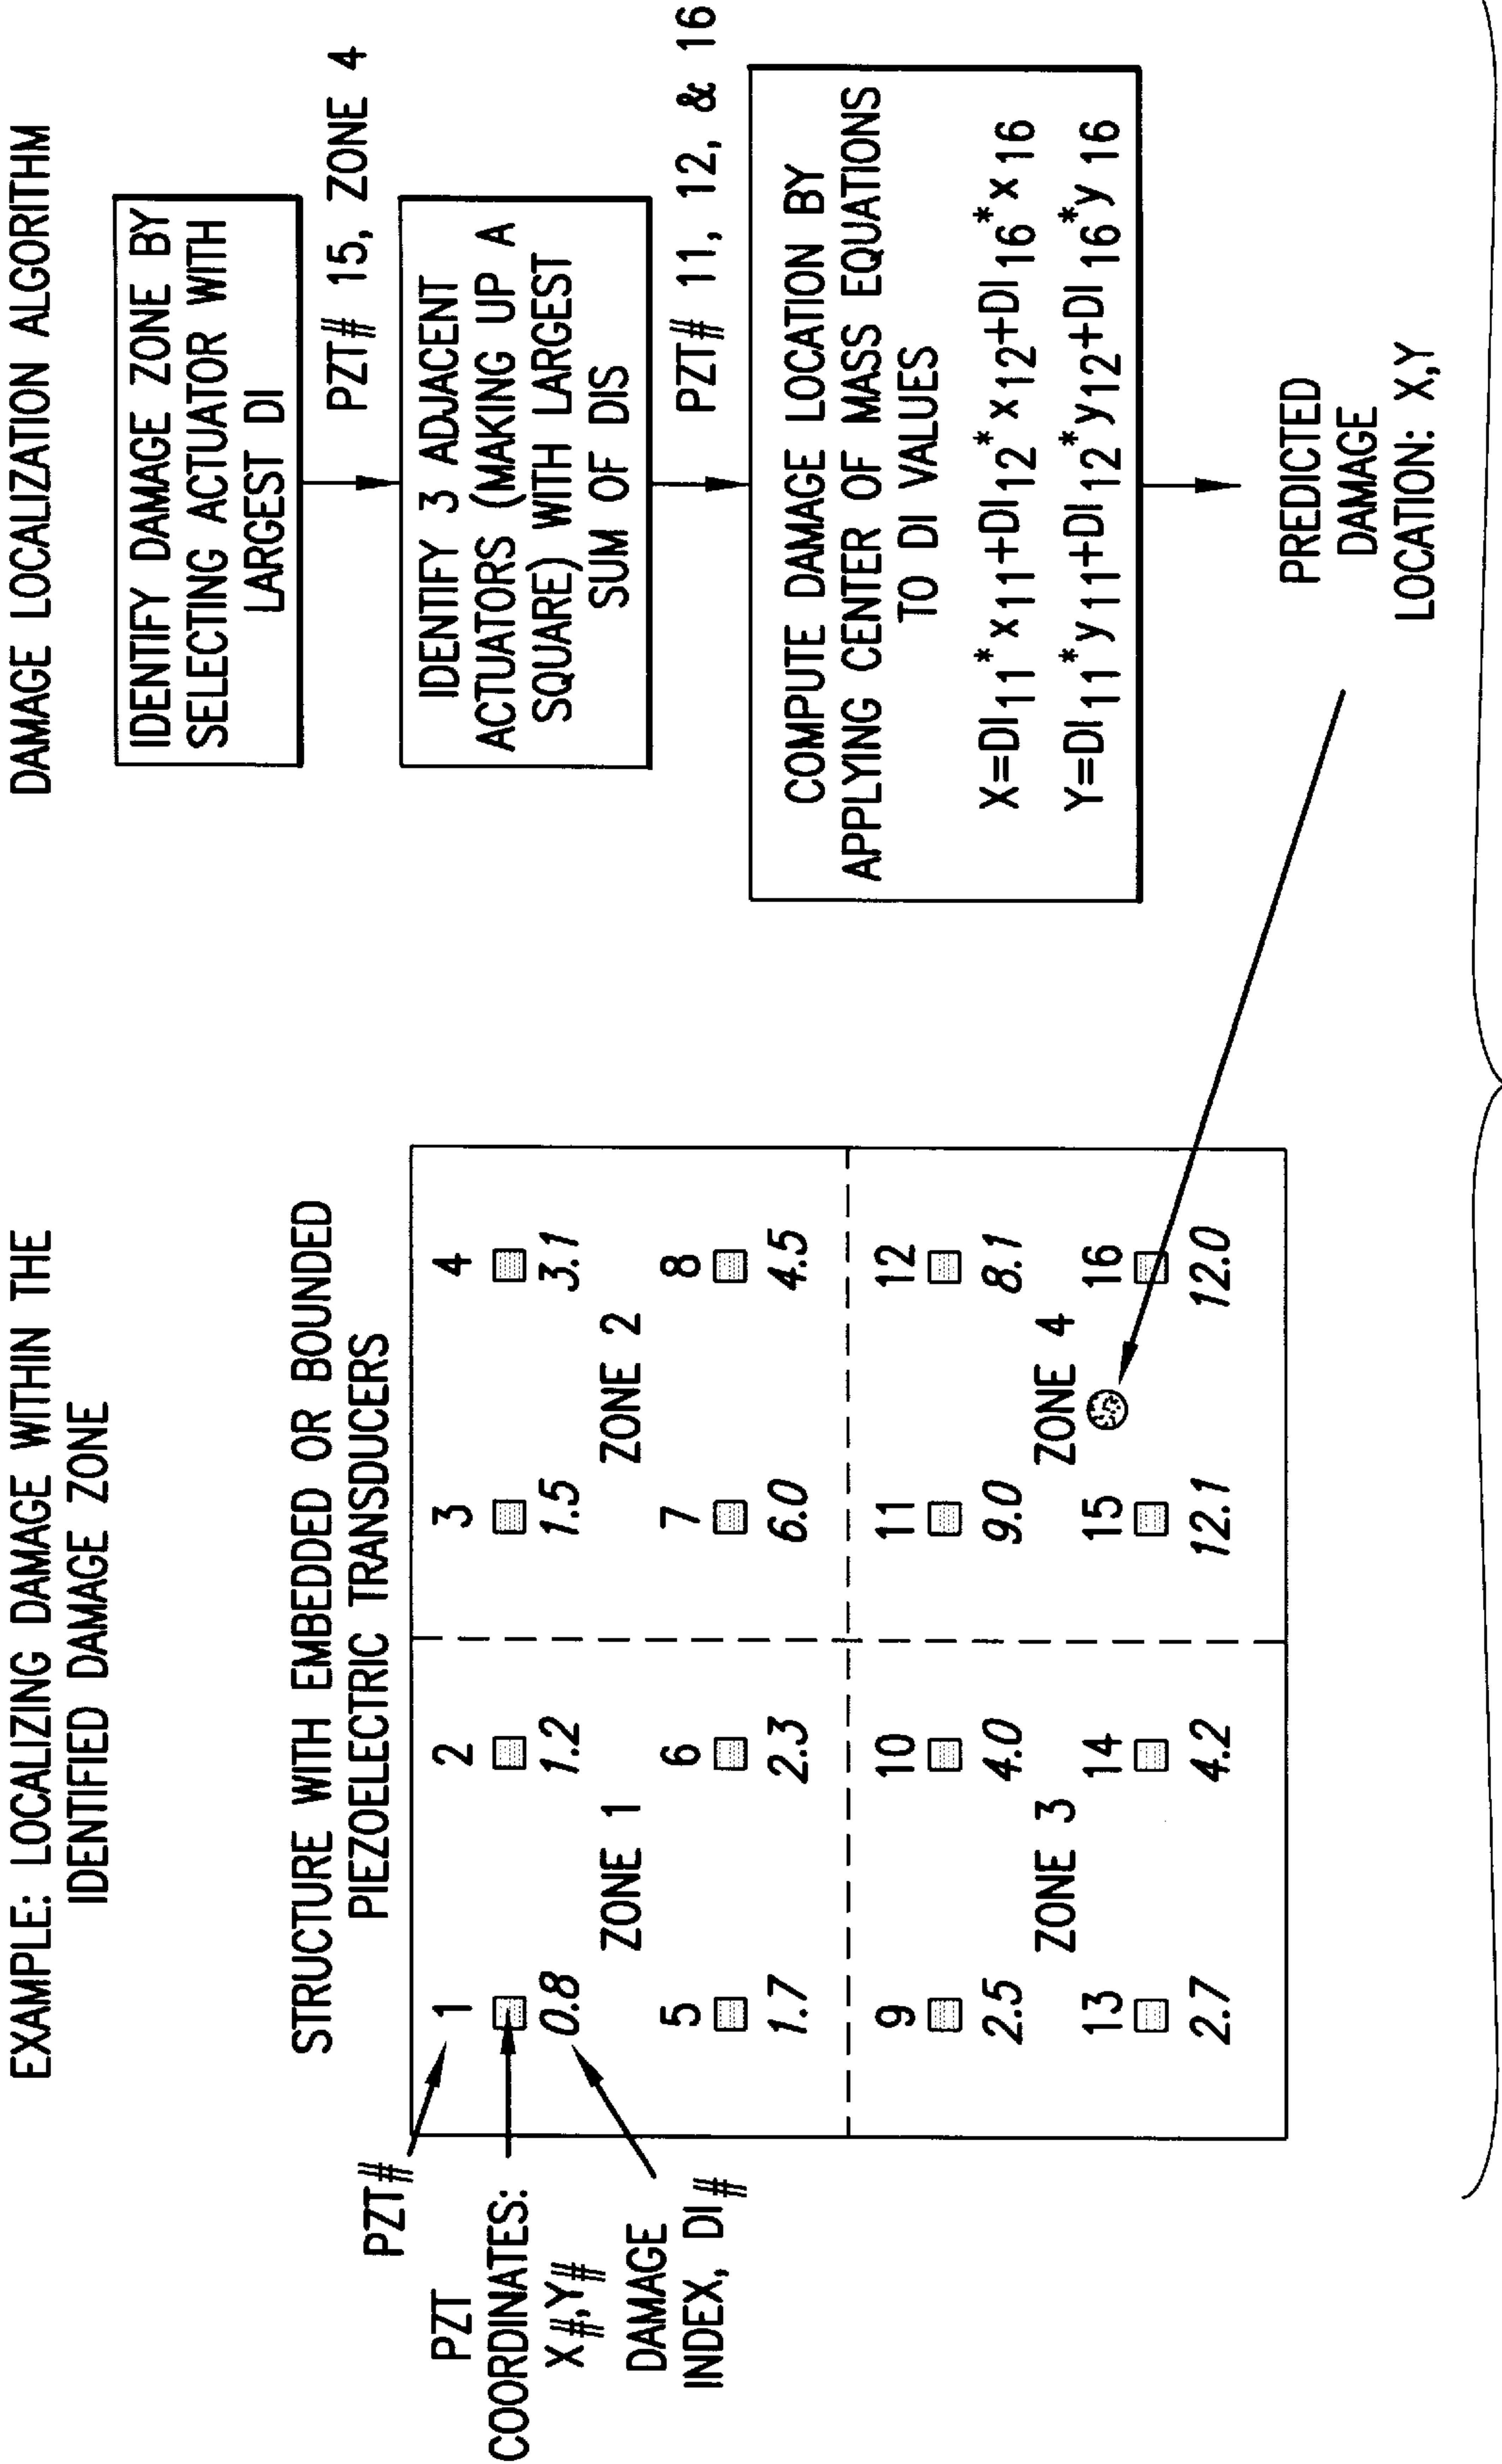 EXAMPLE: LOCALIZING DAMAGE WITHIN THE
IDENTIFIED DAMAGE ZONE
STRUCTURE WITH EMBEDDED OR BOUNDED
PIEZOELECTRIC TRANSDUCERS
PZT#
PZT
COORDINATES:
X#,Y#
DAMAGE
INDEX, DI#
1 2 3 4
0.8 1.2 1.5 3.1
ZONE 1 ZONE 2
5 6 7 8
1.7 2.3 6.0 4.5
9 10 11 12
2.5 4.0 9.0 8.1
ZONE 3 ZONE 4
13 14 15 16
2.7 4.2 12.1 12.0
DAMAGE LOCALIZATION ALGORITHM
IDENTIFY DAMAGE ZONE BY
SELECTING ACTUATOR WITH
LARGEST DI
PZT# 15, ZONE 4
IDENTIFY 3 ADJACENT
ACTUATORS (MAKING UP A
SQUARE) WITH LARGEST
SUM OF DIS
PZT# 11, 12, & 16
COMPUTE DAMAGE LOCATION BY
APPLYING CENTER OF MASS EQUATIONS
TO DI VALUES
X=DI11*x11+DI12*x12+DI16*x16
Y=DI11*y11+DI12*y12+DI16*y16
PREDICTED
DAMAGE
LOCATION: X,Y